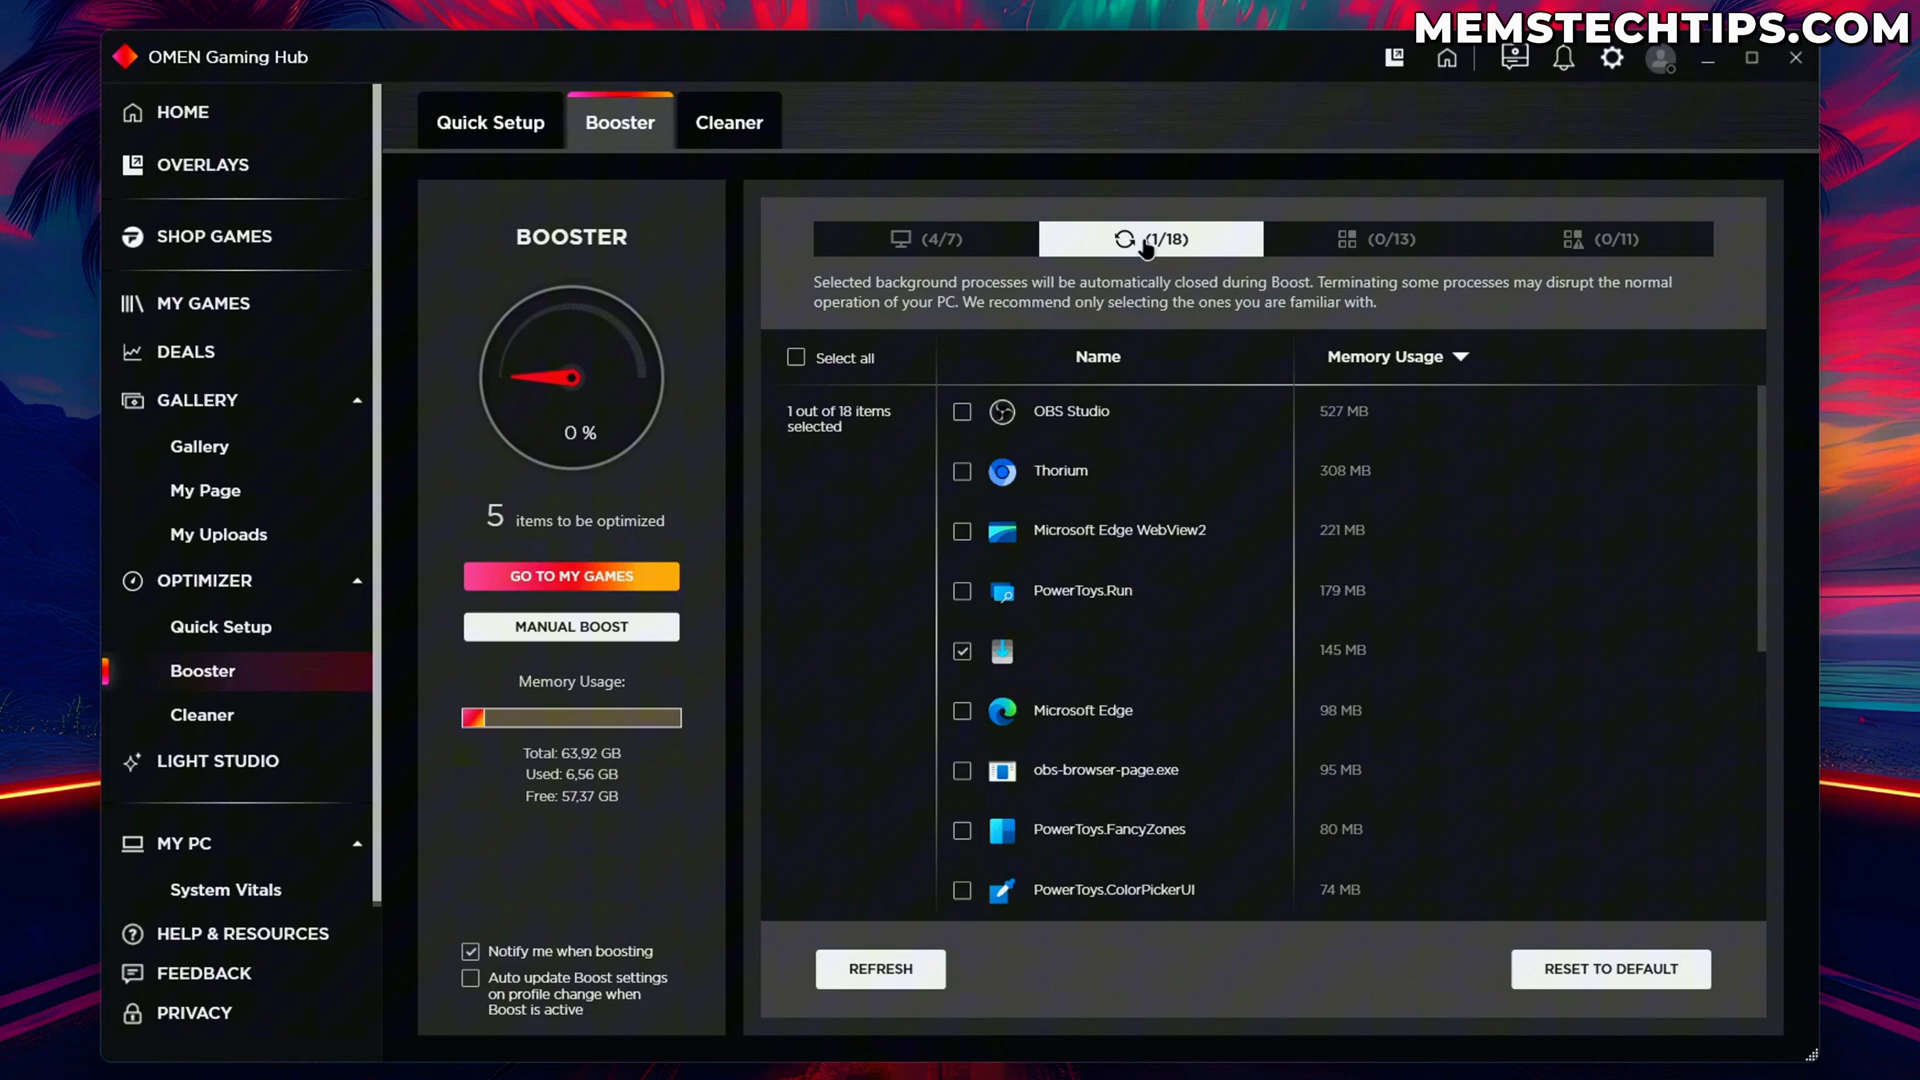 MEMSTECHTIPS.COM
OMEN Gaming Hub
HOME
OVERLAYS
SHOP GAMES
MY GAMES
DEALS
GALLERY
Gallery
My Page
My Uploads
OPTIMIZER
Quick Setup
Booster
Cleaner
LIGHT STUDIO
MY PC
System Vitals
HELP & RESOURCES
FEEDBACK
PRIVACY
Quick Setup Booster Cleaner
BOOSTER
0 %
5 items to be optimized
GO TO MY GAMES
MANUAL BOOST
Memory Usage:
Total: 63,92 GB
Used: 6,56 GB
Free: 57,37 GB
Notify me when boosting
Auto update Boost settings
on profile change when
Boost is active
(4/7) (1/18) (0/13) (0/11)
Selected background processes will be automatically closed during Boost. Terminating some processes may disrupt the normal
operation of your PC. We recommend only selecting the ones you are familiar with.
Select all Name Memory Usage
1 out of 18 items
selected
OBS Studio 527 MB
Thorium 308 MB
Microsoft Edge WebView2 221 MB
PowerToys.Run 179 MB
145 MB
Microsoft Edge 98 MB
obs-browser-page.exe 95 MB
PowerToys.FancyZones 80 MB
PowerToys.ColorPickerUI 74 MB
REFRESH RESET TO DEFAULT